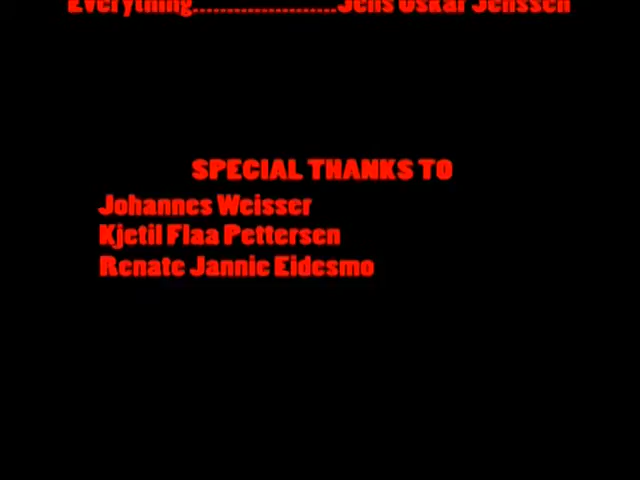 Everything.....................Jens Oskar Jenssen
SPECIAL THANKS TO
Johannes Weisser
Kjetil Flaa Pettersen
Renate Jannie Eidesmo